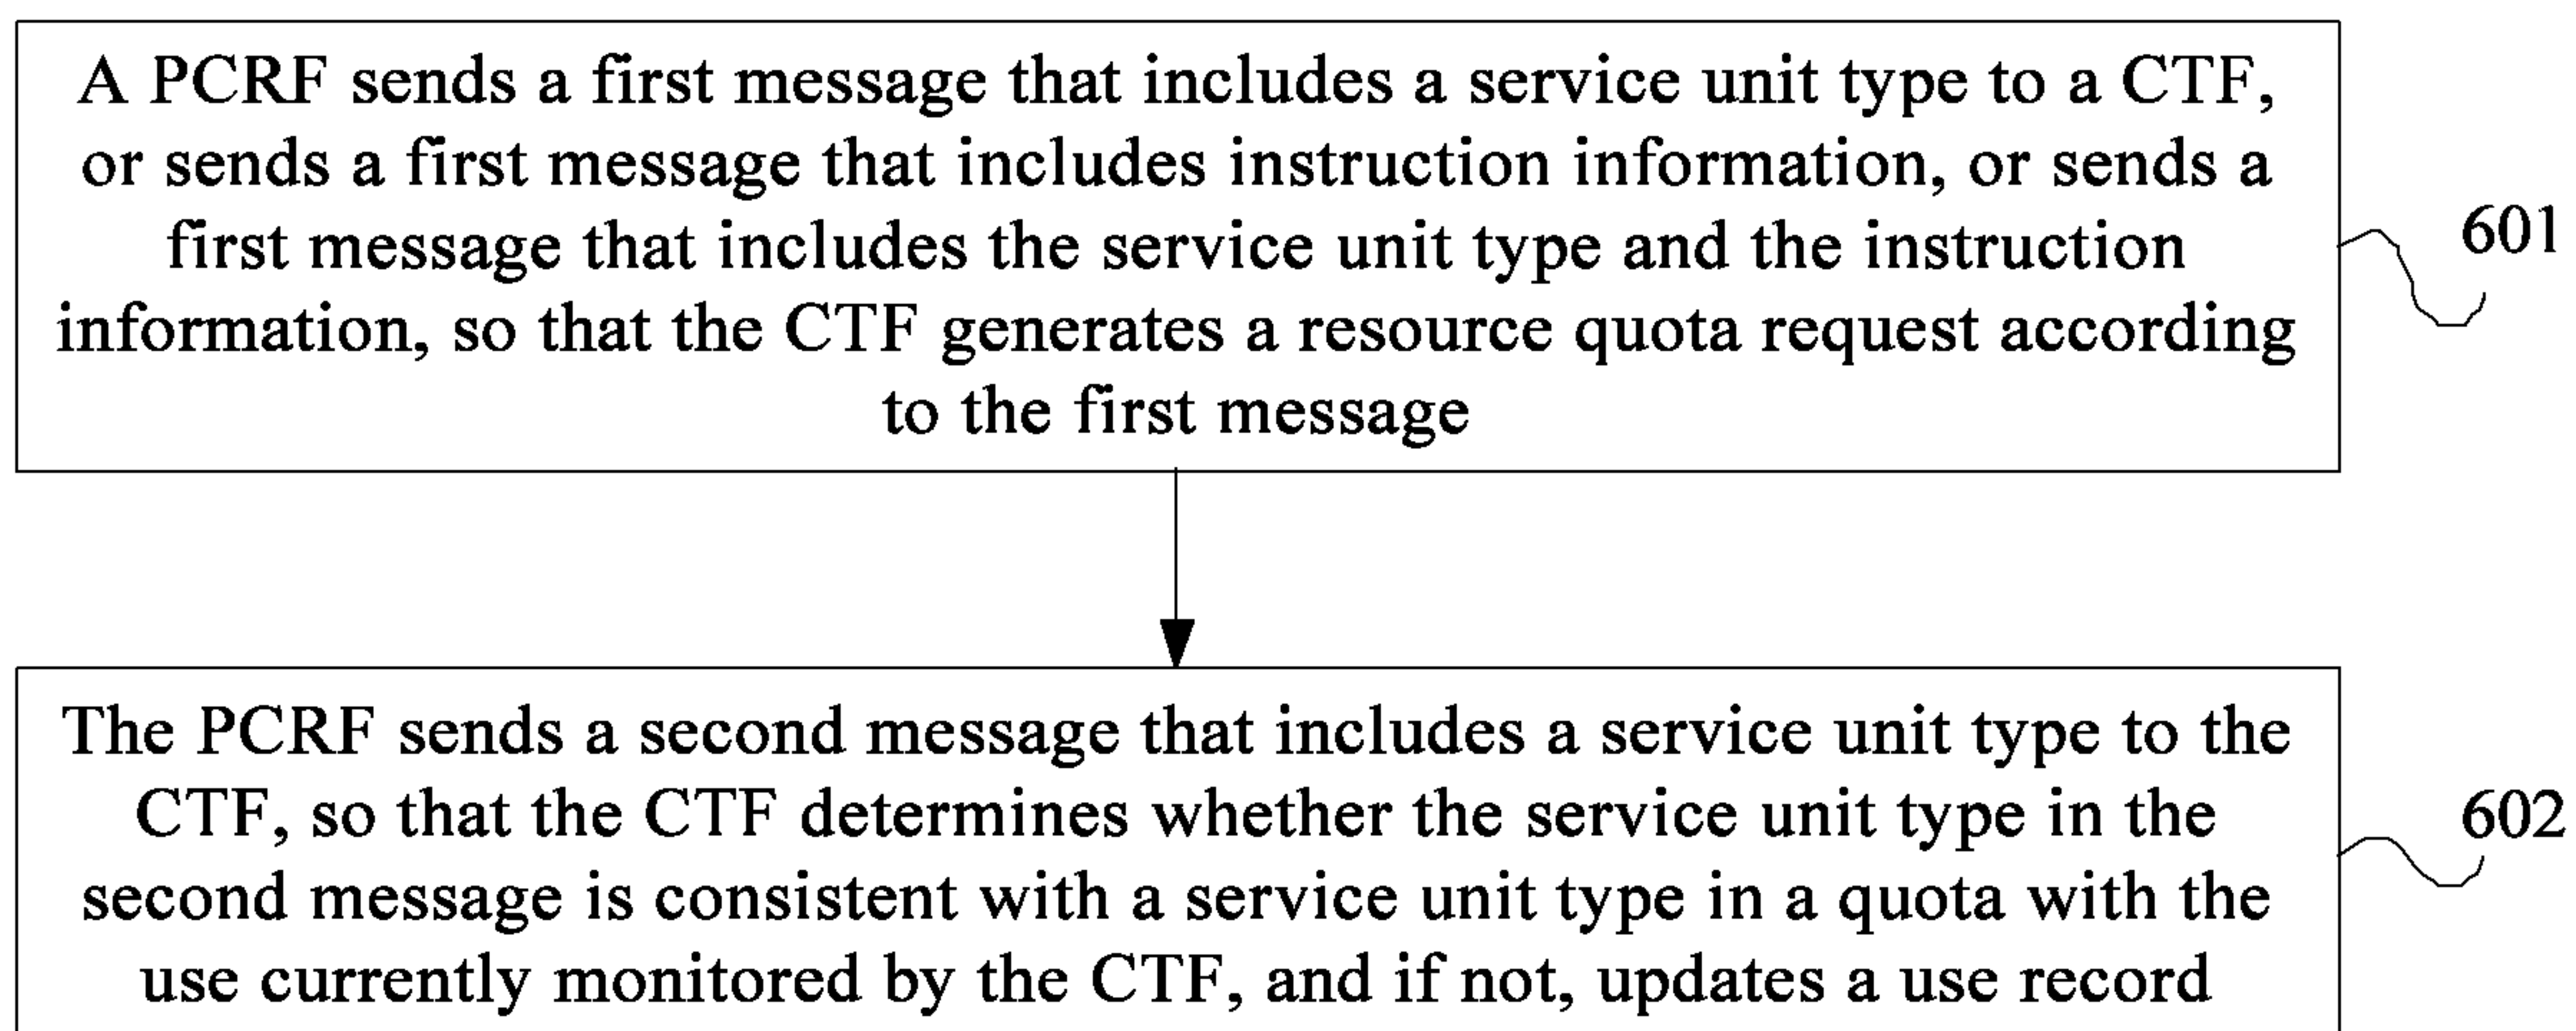 A PCRF sends a first message that includes a service unit type to a CTF,
or sends a first message that includes instruction information, or sends a
first message that includes the service unit type and the instruction
information, so that the CTF generates a resource quota request according
to the first message
601
The PCRF sends a second message that includes a service unit type to the
CTF, so that the CTF determines whether the service unit type in the
second message is consistent with a service unit type in a quota with the
use currently monitored by the CTF, and if not, updates a use record
602